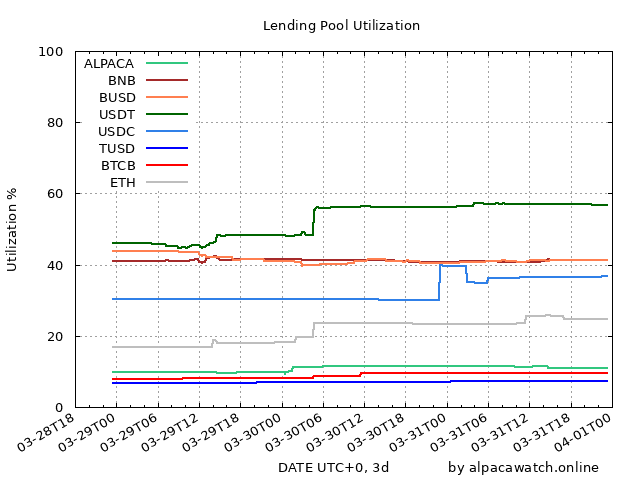 Lending Pool Utilization
100
80
60
40
20
0
Utilization %
ALPACA
BNB
BUSD
USDT
USDC
TUSD
BTCB
ETH
03-28T18
03-29T00
03-29T06
03-29T12
03-29T18
03-30T00
03-30T06
03-30T12
03-30T18
03-31T00
03-31T06
03-31T12
03-31T18
04-01T00
DATE UTC+0, 3d
by alpacawatch.online